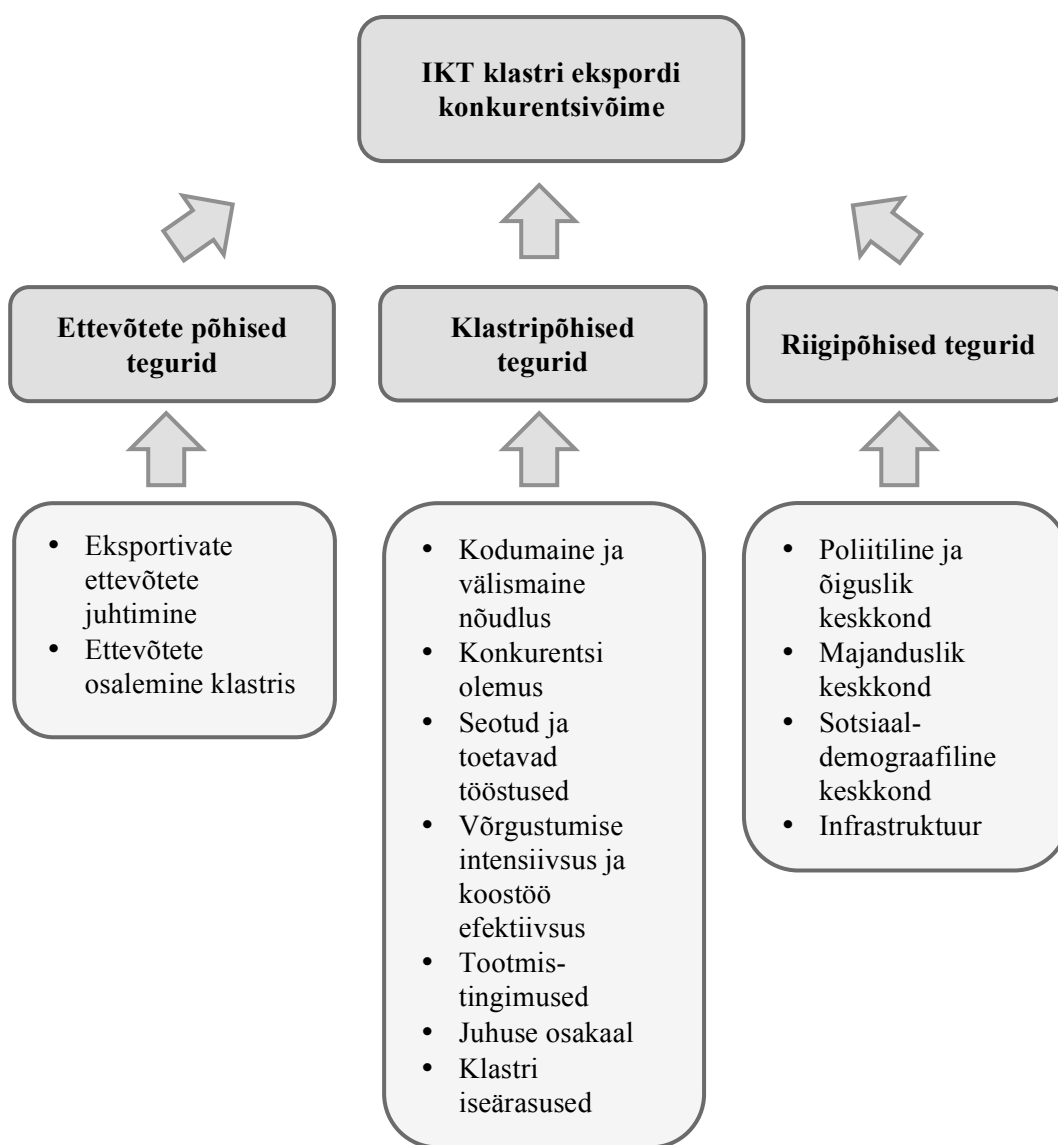 IKT klastri ekspordi
konkurentsivõime
Ettevõtete põhised
tegurid
Klastripõhised
tegurid
Riigipõhised tegurid
• Eksportivate
ettevõtete
juhtimine
• Ettevõtete
osalemine klastris
• Kodumaine ja
välismaine
nõudlus
• Konkurentsi
olemus
• Seotud ja
toetavad
tööstused
• Võrgustumise
intensiivsus ja
koostöö
efektiivsus
• Tootmis-
tingimused
• Juhuse osakaal
• Klastri
iseärasused
• Poliitiline ja
õiguslik
keskkond
• Majanduslik
keskkond
• Sotsiaal-
demograafiline
keskkond
• Infrastruktuur